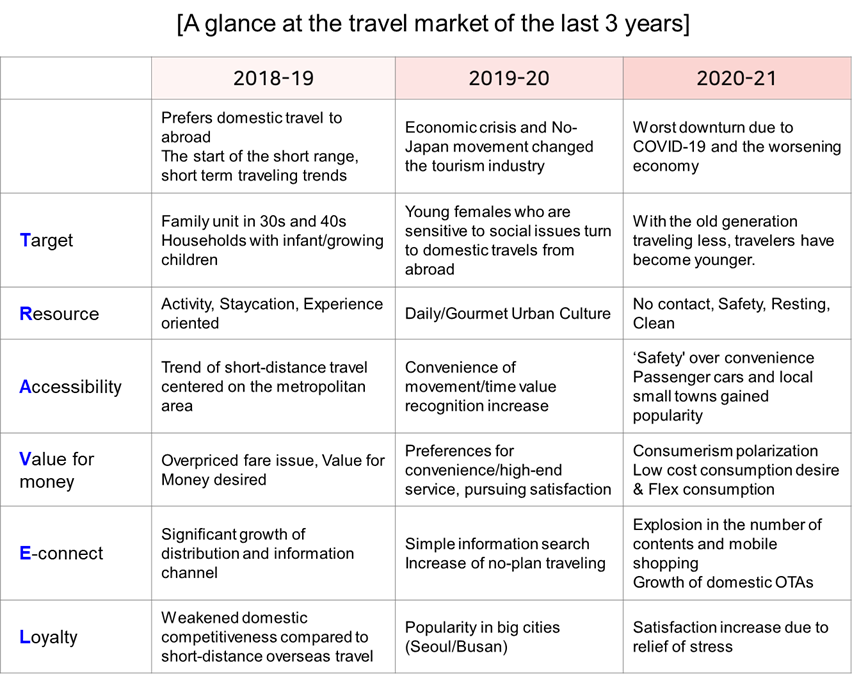 [A glance at the travel market of the last 3 years]
2018-19
2019-20
2020-21
Prefers domestic travel to
abroad
The start of the short range,
short term traveling trends
Economic crisis and No-
Japan movement changed
the tourism industry
Worst downturn due to
COVID-19 and the worsening
economy
Target
Family unit in 30s and 40s
Households with infant/growing
children
Young females who are
sensitive to social issues turn
to domestic travels from
abroad
With the old generation
traveling less, travelers have
become younger.
Resource
Activity, Staycation, Experience
oriented
Daily/Gourmet Urban Culture
No contact, Safety, Resting,
Clean
Accessibility
Trend of short-distance travel
centered on the metropolitan
area
Convenience of
movement/time value
recognition increase
‘Safety' over convenience
Passenger cars and local
small towns gained
popularity
Value for
money
Overpriced fare issue, Value for
Money desired
Preferences for
convenience/high-end
service, pursuing satisfaction
Consumerism polarization
Low cost consumption desire
& Flex consumption
E-connect
Significant growth of
distribution and information
channel
Simple information search
Increase of no-plan traveling
Explosion in the number of
contents and mobile
shopping
Growth of domestic OTAs
Loyalty
Weakened domestic
competitiveness compared to
short-distance overseas travel
Popularity in big cities
(Seoul/Busan)
Satisfaction increase due to
relief of stress